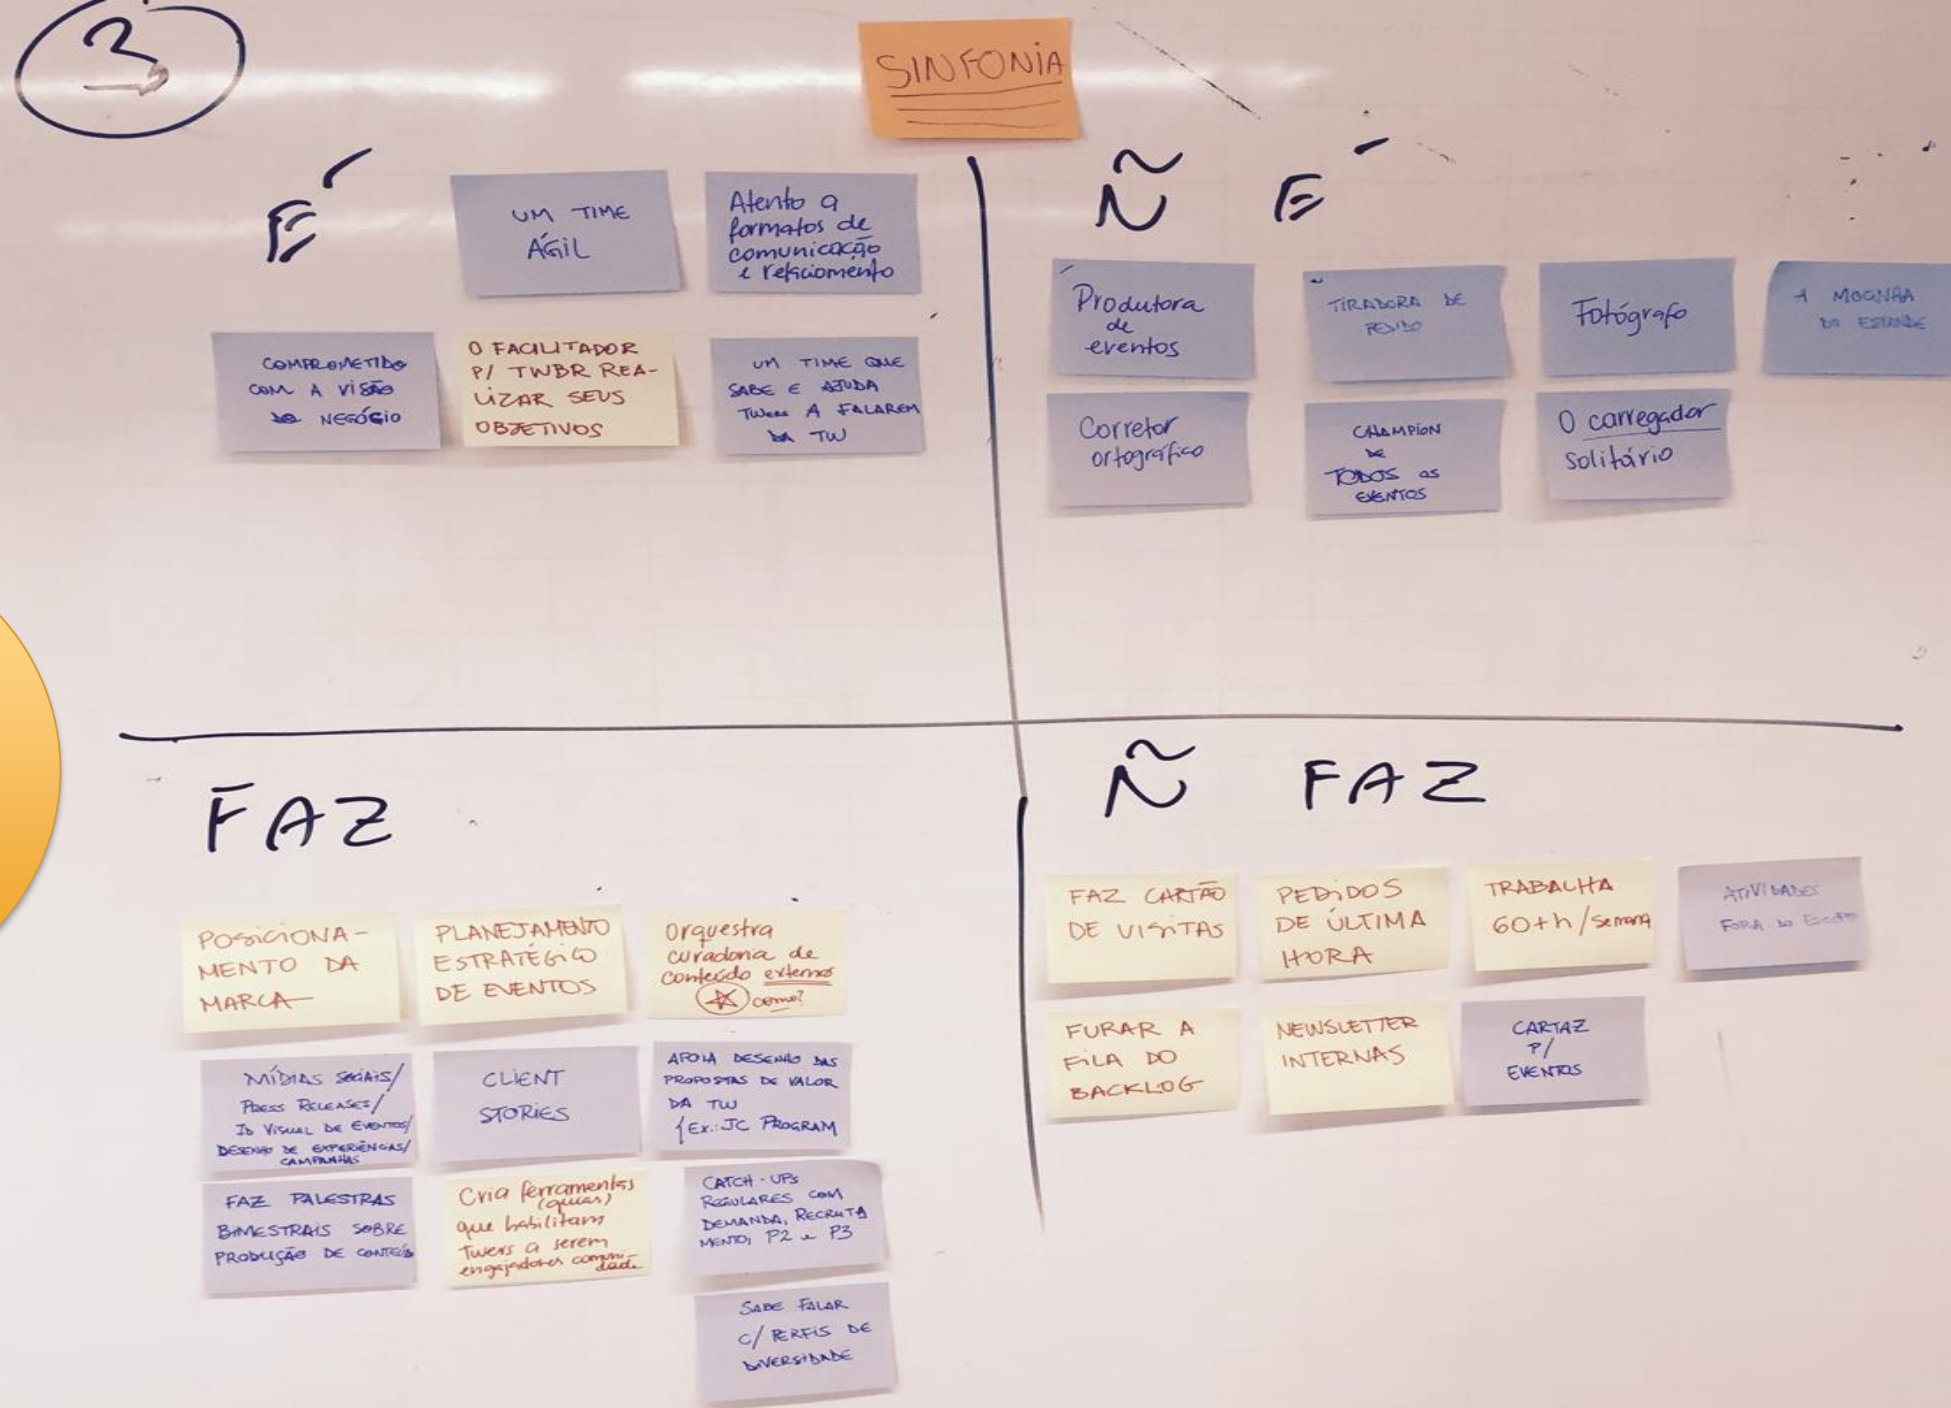 3
SINFONIA
É
UM TIME
ÁGIL
Atento a
formatos de
comunicação
e relaciomento
COMPROMETIDO
COM A VISÃO
DO NEGÓCIO
O FACILITADOR
P/ TWBR REA-
LIZAR SEUS
OBJETIVOS
UM TIME QUE
SABE E AJUDA
TWers A FALAREM
DA TW
Ñ É
Produtora
de
eventos
TIRADORA DE
PEDIDO
Fotógrafo
A MOCINHA
DO ESTANDE
Corretor
ortográfico
CHAMPION
DE
TODOS OS
EVENTOS
O carregador
solitário
FAZ
POSICIONA-
MENTO DA
MARCA
PLANEJAMENTO
ESTRATÉGICO
DE EVENTOS
Orquestra
curadoria de
conteúdo externos
como?
MÍDIAS SOCIAIS/
PRESS RELEASES/
ID VISUAL DE EVENTOS/
DESENHO DE EXPERIÊNCIAS/
CAMPANHAS
CLIENT
STORIES
APOIA DESENHO DAS
PROPOSTAS DE VALOR
DA TW
Ex.: JC PROGRAM
FAZ PALESTRAS
BIMESTRAIS SOBRE
PRODUÇÃO DE CONTEÚDO
Cria ferramentas
(guias)
que habilitam
Twers a serem
engajadores comuni-
dade
CATCH-UPs
REGULARES COM
DEMANDA, RECRUTA
MENTO, P2 e P3
SABE FALAR
C/ PERFIS DE
DIVERSIDADE
Ñ FAZ
FAZ CARTÃO
DE VISITAS
PEDIDOS
DE ÚLTIMA
HORA
TRABALHA
60+h/semana
ATIVIDADES
FORA DO ESCOPO
FURAR A
FILA DO
BACKLOG
NEWSLETTER
INTERNAS
CARTAZ
P/
EVENTOS